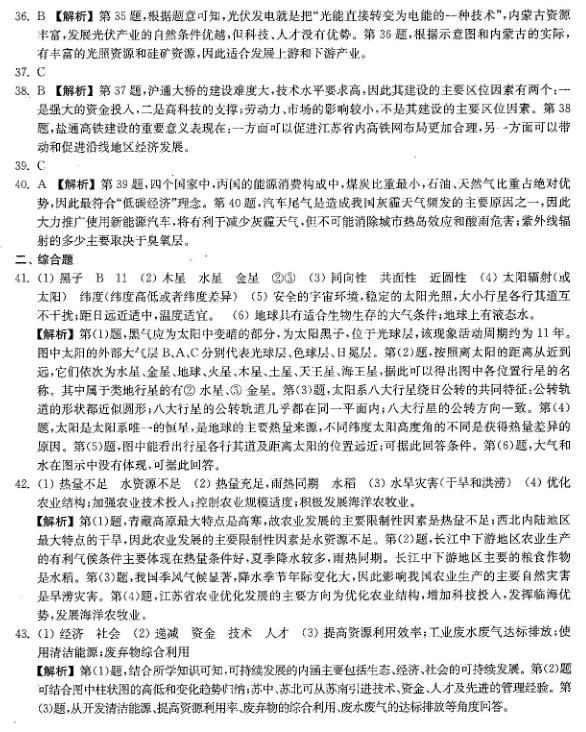 36. B 【解析】第 35 题,根据题意可知,光伏发电就是把“光能直接转变为电能的一种技术”,内蒙古资源
丰富,发展光伏产业的自然条件优越,但科技、人才没有优势。第 36 题,根据示意图和内蒙古的实际,
有丰富的光照资源和硅矿资源,因此适合发展上游和下游产业。
37. C
38. B 【解析】第 37 题,沪通大桥的建设难度大,技术水平要求高,因此其建设的主要区位因素有两个:一
是强大的资金投入,二是高科技的支撑;劳动力、市场的影响较小,不是其建设的主要区位因素。第 38
题,盐通高铁建设的重要意义表现在:一方面可以促进江苏省内高铁网布局更加合理,另一方面可以带
动和促进沿线地区经济发展。
39. C
40. A 【解析】第 39 题,四个国家中,丙国的能源消费构成中,煤炭比重最小,石油、天然气比重占绝对优
势,因此最符合“低碳经济”理念。第 40 题,汽车尾气是造成我国灰霾天气频发的主要原因之一,因此
大力推广使用新能源汽车,将有利于减少灰霾天气,但不可能消除城市热岛效应和酸雨危害;紫外线辐
射的多少主要取决于臭氧层。
二、综合题
41. (1) 黑子 B 11 (2) 木星 水星 金星 ②③ (3) 同向性 共面性 近圆性 (4) 太阳辐射(或
太阳) 纬度(纬度高低或者纬度差异) (5) 安全的宇宙环境,稳定的太阳光照,大小行星各行其道互
不干扰;距日远近适中,温度适宜。 (6) 地球具有适合生物生存的大气条件;地球上有液态水。
【解析】第(1)题,黑气应为太阳中变暗的部分,为太阳黑子,位于光球层,该现象活动周期约为 11 年。
图中太阳的外部大气层 B、A、C 分别代表光球层、色球层、日冕层。第(2)题,按照离太阳的距离从近到
远,它们依次为水星、金星、地球、火星、木星、土星、天王星、海王星,据此可以得出图中各位置行星的名
称。其中属于类地行星的有② 水星、③ 金星。第(3)题,太阳系八大行星绕日公转的共同特征:公转轨
道的形状都近似圆形;八大行星的公转轨道几乎都在同一平面内;八大行星的公转方向一致。第(4)
题,太阳是太阳系唯一的恒星,是地球的主要热量来源,不同纬度太阳高度角的不同是获得热量差异的
原因。第(5)题,图中能看出行星各行其道及距离太阳的位置远近;可据此回答条件。第(6)题,大气和
水在图示中没有体现,可据此回答。
42. (1) 热量不足 水资源不足 (2) 热量充足,雨热同期 水稻 (3) 水旱灾害(干旱和洪涝) (4) 优化
农业结构;加强农业技术投入;控制农业规模适度;积极发展海洋农牧业。
【解析】第(1)题,青藏高原最大特点是高寒,故农业发展的主要限制性因素是热量不足;西北内陆地区
最大特点的干旱,因此农业发展的主要限制性因素是水资源不足。第(2)题,长江中下游地区农业生产
的有利气候条件主要体现在热量条件好,夏季降水较多,雨热同期。长江中下游地区主要的粮食作物
是水稻。第(3)题,我国季风气候显著,降水季节年际变化大,因此影响我国农业生产的主要自然灾害
是旱涝灾害。第(4)题,江苏省农业优化发展的主要方向为优化农业结构,增加科技投入,发挥临海优
势,发展海洋农牧业。
43. (1) 经济 社会 (2) 递减 资金 技术 人才 (3) 提高资源利用效率;工业废水废气达标排放;使
用清洁能源;废弃物综合利用
【解析】第(1)题,结合所学知识可知,可持续发展的内涵主要包括生态、经济、社会的可持续发展。第(2)题
可结合图中柱状图的高低和变化趋势归纳;苏中、苏北可从苏南引进技术、资金、人才及先进的管理经验。第
(3)题,从开发清洁能源、提高资源利用率、废弃物的综合利用、废水废气的达标排放等角度回答。